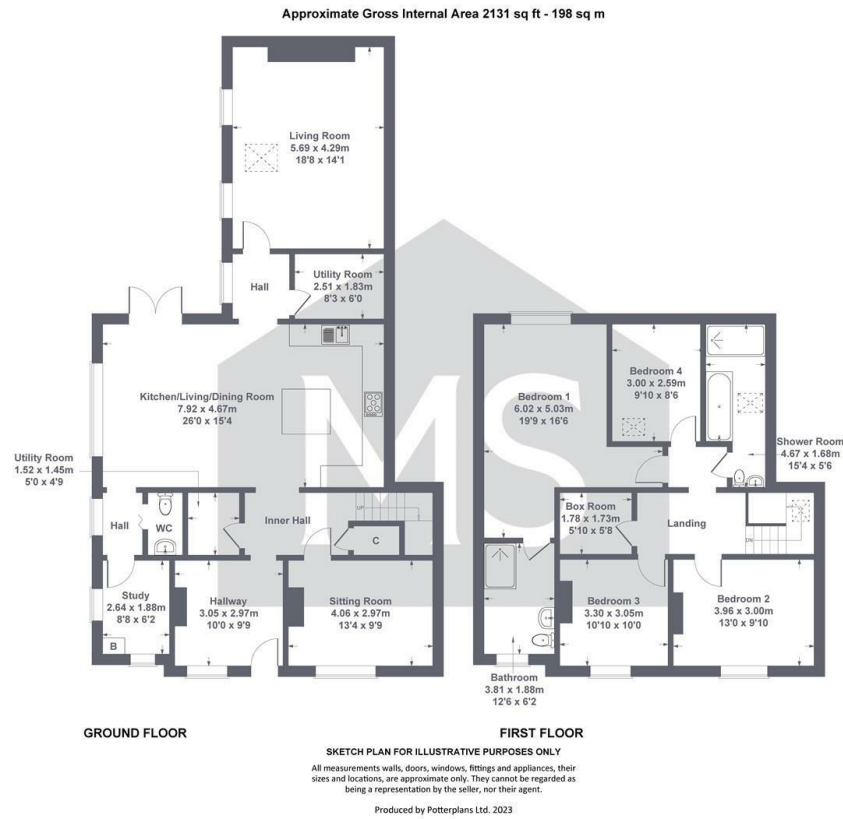 Approximate Gross Internal Area 2131 sq ft - 198 sq m
Living Room
5.69 x 4.29m
18'8 x 14'1
Hall
Utility Room
2.51 x 1.83m
8'3 x 6'0
Kitchen/Living/Dining Room
7.92 x 4.67m
26'0 x 15'4
Utility Room
1.52 x 1.45m
5'0 x 4'9
Hall
WC
Inner Hall
UP
C
Study
2.64 x 1.88m
8'8 x 6'2
B
Hallway
3.05 x 2.97m
10'0 x 9'9
Sitting Room
4.06 x 2.97m
13'4 x 9'9
MS
Bedroom 1
6.02 x 5.03m
19'9 x 16'6
Bedroom 4
3.00 x 2.59m
9'10 x 8'6
Shower Room
4.67 x 1.68m
15'4 x 5'6
Box Room
1.78 x 1.73m
5'10 x 5'8
Landing
DN
Bedroom 3
3.30 x 3.05m
10'10 x 10'0
Bedroom 2
3.96 x 3.00m
13'0 x 9'10
Bathroom
3.81 x 1.88m
12'6 x 6'2
GROUND FLOOR
FIRST FLOOR
SKETCH PLAN FOR ILLUSTRATIVE PURPOSES ONLY
All measurements walls, doors, windows, fittings and appliances, their
sizes and locations, are approximate only. They cannot be regarded as
being a representation by the seller, nor their agent.
Produced by Potterplans Ltd. 2023